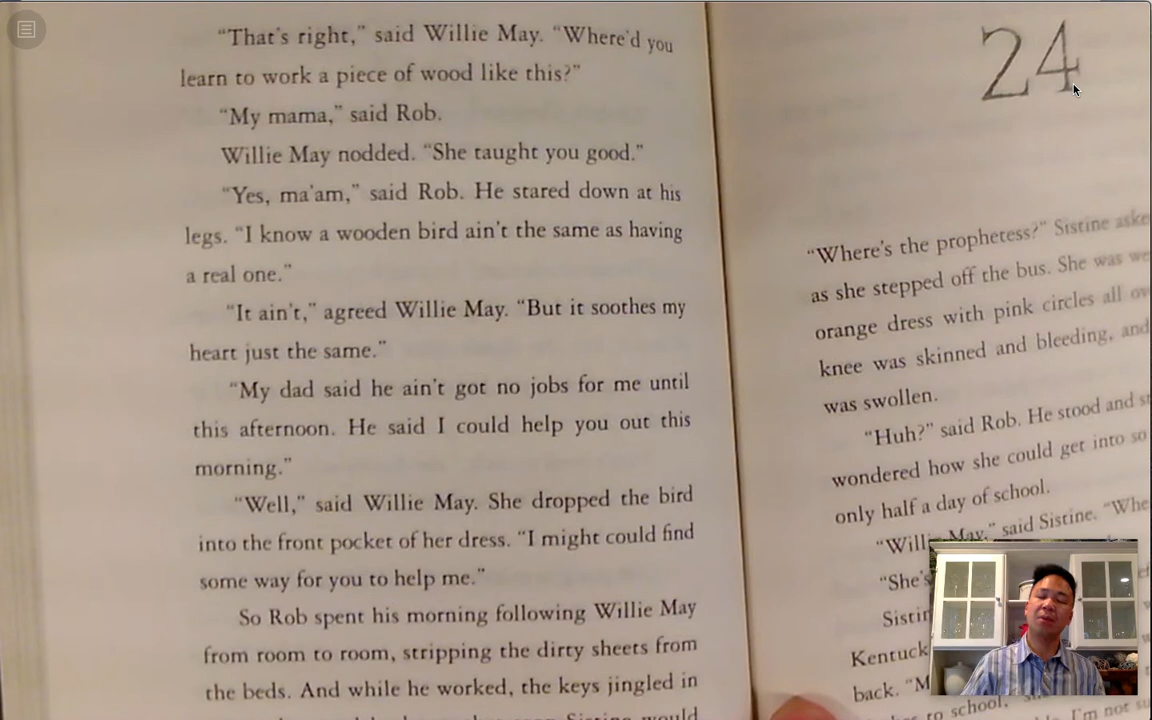 “That’s right,” said Willie May. “Where’d you
learn to work a piece of wood like this?”
“My mama,” said Rob.
Willie May nodded. “She taught you good.”
“Yes, ma’am,” said Rob. He stared down at his
legs. “I know a wooden bird ain’t the same as having
a real one.”
“It ain’t,” agreed Willie May. “But it soothes my
heart just the same.”
“My dad said he ain’t got no jobs for me until
this afternoon. He said I could help you out this
morning.”
“Well,” said Willie May. She dropped the bird
into the front pocket of her dress. “I might could find
some way for you to help me.”
So Rob spent his morning following Willie May
from room to room, stripping the dirty sheets from
the beds. And while he worked, the keys jingled in
would
24
“Where’s the prophetess?” Sistine
as she stepped off the bus. She was
orange dress with pink circles all
knee was skinned and bleeding, and
was swollen.
“Huh?” said Rob. He stood and
wondered how she could get into so
only half a day of school.
May,” said Sistine.
“She’s
back.
to school,
I’m not